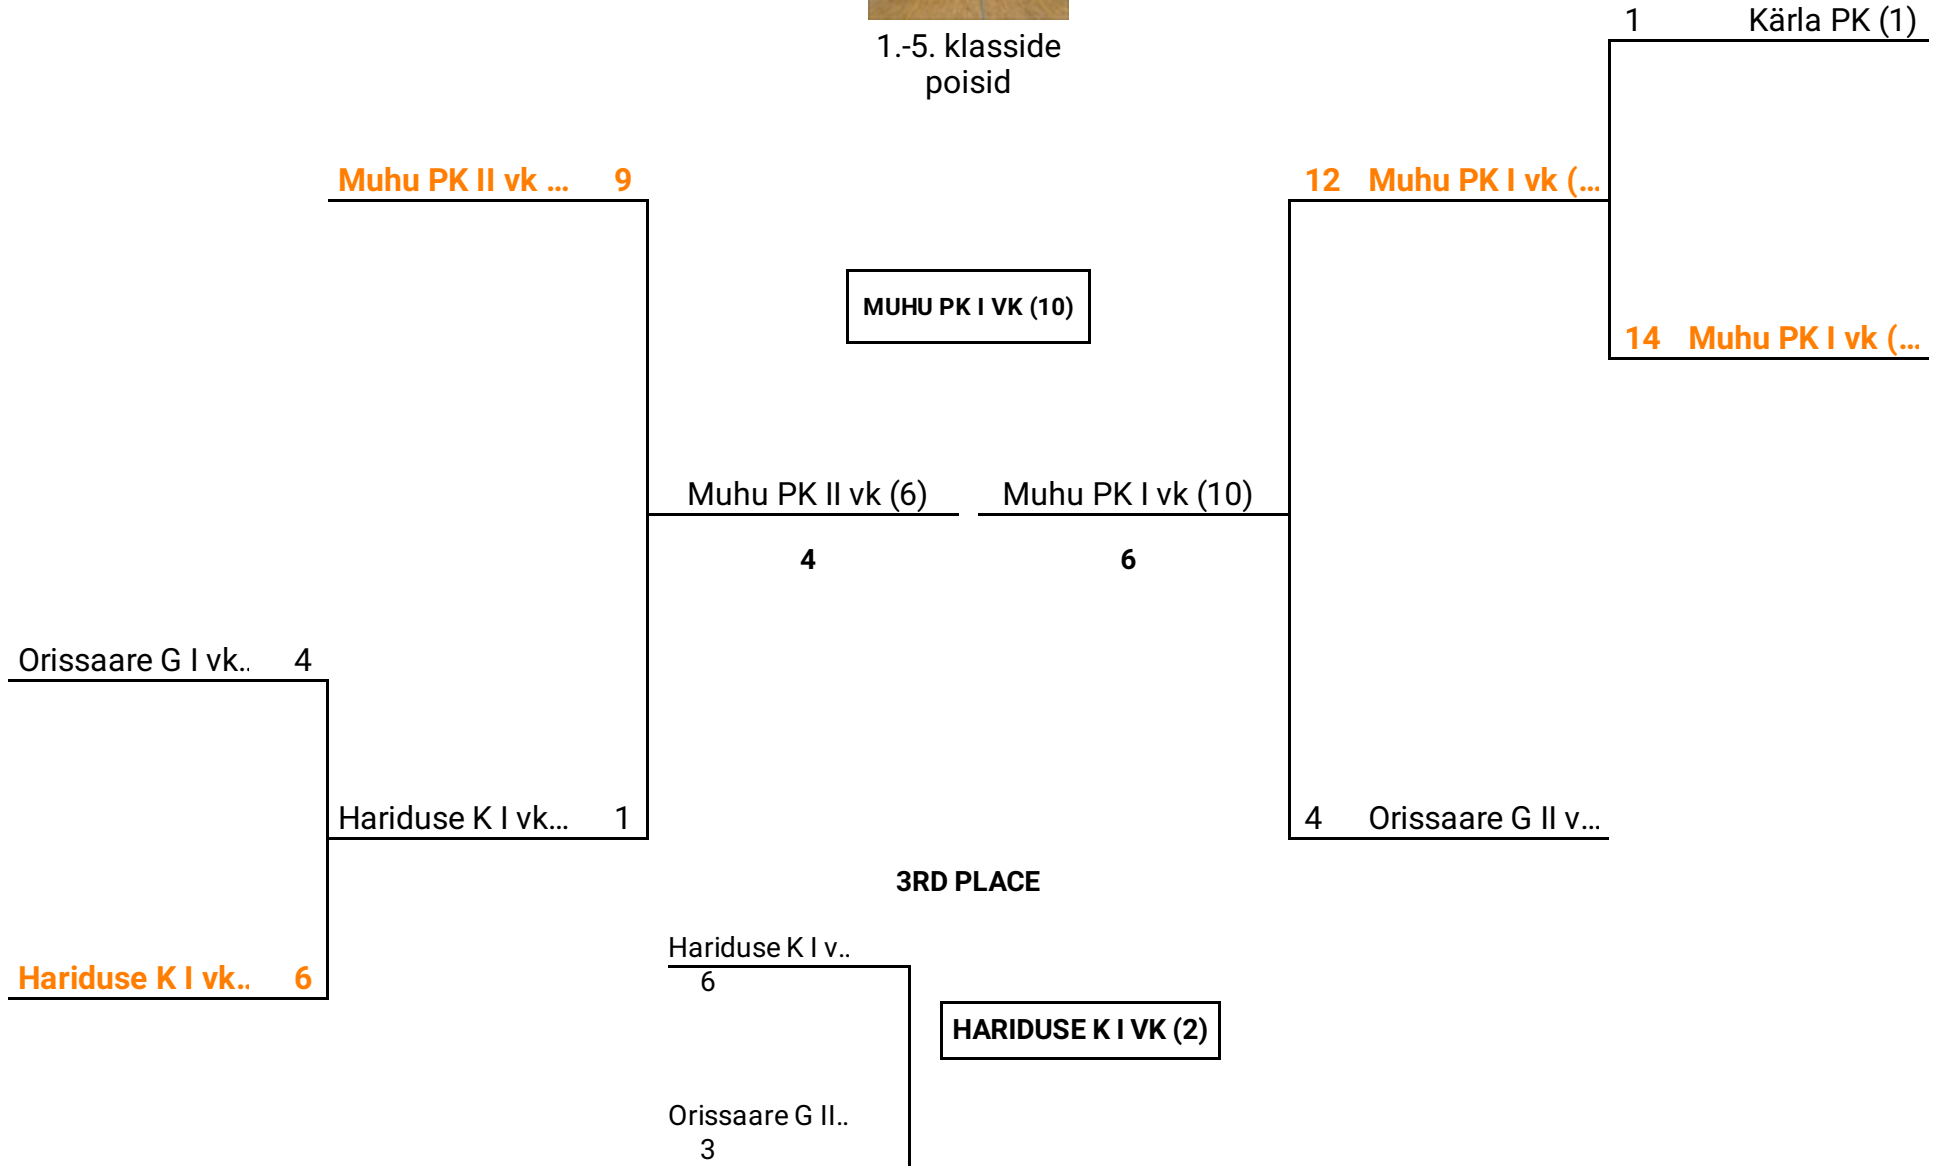 1 Kärla PK (1)
1.-5. klasside
poisid
Muhu PK II vk ... 9
12 Muhu PK I vk (...
MUHU PK I VK (10)
14 Muhu PK I vk (...
Muhu PK II vk (6)
Muhu PK I vk (10)
4
6
Orissaare G I vk..
4
Hariduse K I vk... 1
4 Orissaare G II v...
3RD PLACE
Hariduse K I v..
6
Hariduse K I vk.. 6
HARIDUSE K I VK (2)
Orissaare G II..
3